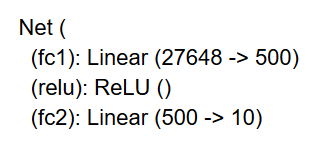 Net (
(fc1): Linear (27648 -> 500)
(relu): ReLU ()
(fc2): Linear (500 -> 10)